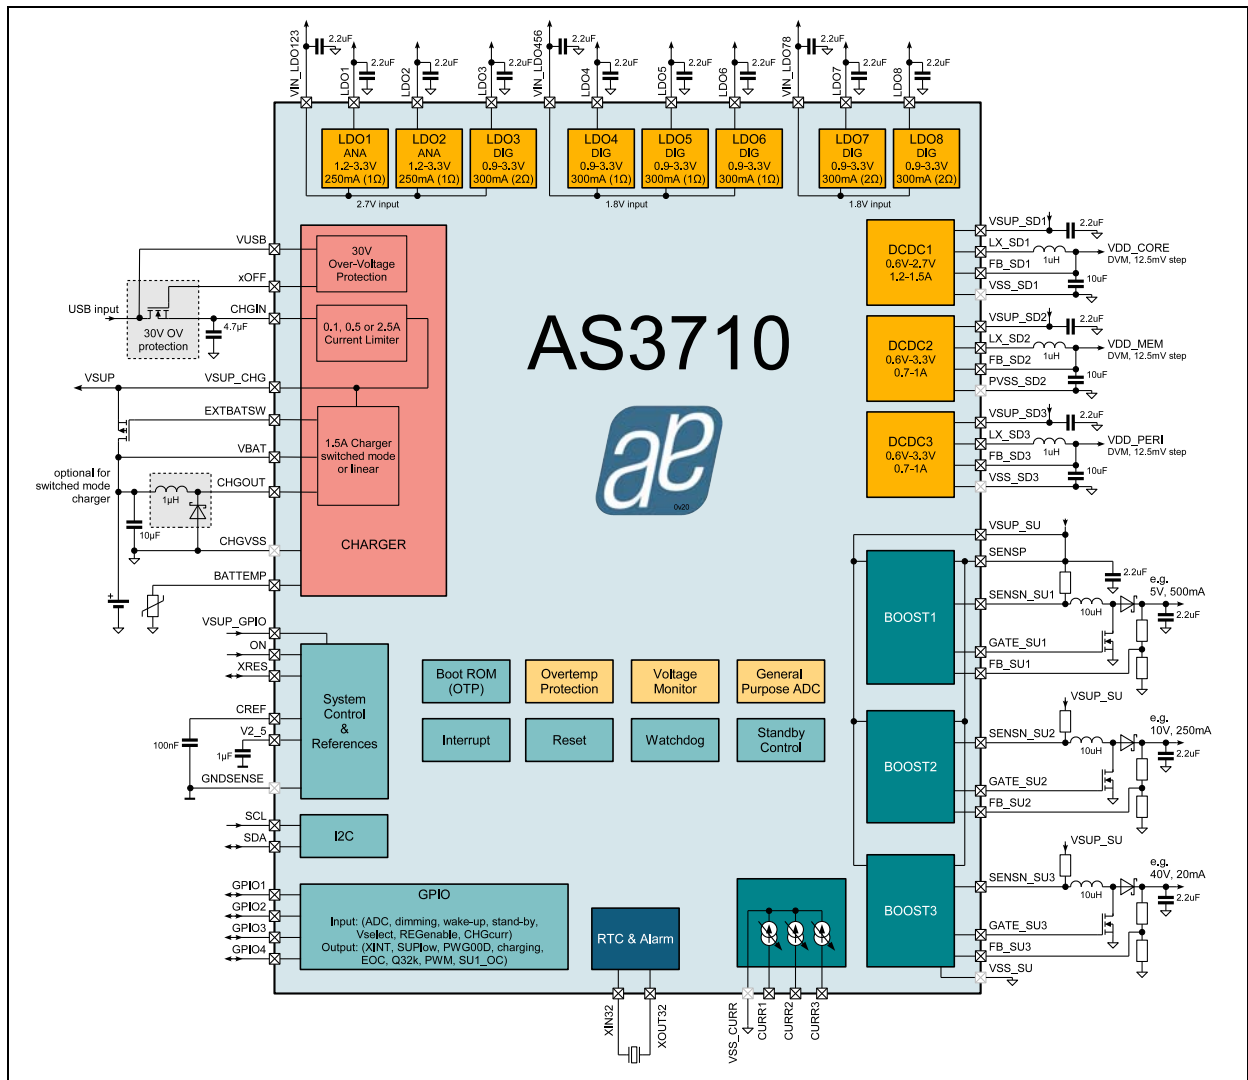 VIN_LDO123
2.2uF
LDO1
2.2uF
LDO2
2.2uF
LDO3
2.2uF
VIN_LDO456
2.2uF
LDO4
2.2uF
LDO5
2.2uF
LDO6
2.2uF
VIN_LDO78
2.2uF
LDO7
2.2uF
LDO8
2.2uF
LDO1
ANA
1.2-3.3V
250mA (1Ω)
LDO2
ANA
1.2-3.3V
250mA (1Ω)
LDO3
DIG
0.9-3.3V
300mA (2Ω)
LDO4
DIG
0.9-3.3V
300mA (1Ω)
LDO5
DIG
0.9-3.3V
300mA (1Ω)
LDO6
DIG
0.9-3.3V
300mA (1Ω)
LDO7
DIG
0.9-3.3V
300mA (2Ω)
LDO8
DIG
0.9-3.3V
300mA (2Ω)
2.7V input
1.8V input
1.8V input
VUSB
xOFF
USB input
CHGIN
30V OV
protection
4.7µF
VSUP
VSUP_CHG
EXTBATSW
VBAT
optional for
switched mode
charger
CHGOUT
1µH
10µF
CHGVSS
BATTEMP
+
30V
Over-Voltage
Protection
0.1, 0.5 or 2.5A
Current Limiter
1.5A Charger
switched mode
or linear
CHARGER
AS3710
ae
0v20
DCDC1
0.6V-2.7V
1.2-1.5A
VSUP_SD1
2.2uF
LX_SD1
1uH
VDD_CORE
DVM, 12.5mV step
FB_SD1
10uF
VSS_SD1
DCDC2
0.6V-3.3V
0.7-1A
VSUP_SD2
2.2uF
LX_SD2
1uH
VDD_MEM
DVM, 12.5mV step
FB_SD2
10uF
PVSS_SD2
DCDC3
0.6V-3.3V
0.7-1A
VSUP_SD3
2.2uF
LX_SD3
1uH
VDD_PERI
DVM, 12.5mV step
FB_SD3
10uF
VSS_SD3
VSUP_SU
SENSP
2.2uF
BOOST1
SENSN_SU1
10uH
e.g.
5V, 500mA
2.2uF
GATE_SU1
FB_SU1
VSUP_SU
BOOST2
SENSN_SU2
10uH
e.g.
10V, 250mA
2.2uF
GATE_SU2
FB_SU2
VSUP_SU
BOOST3
SENSN_SU3
10uH
e.g.
40V, 20mA
2.2uF
GATE_SU3
FB_SU3
VSS_SU
VSUP_GPIO
ON
XRES
CREF
V2_5
100nF
1µF
GNDSENSE
System
Control
&
References
Boot ROM
(OTP)
Overtemp
Protection
Voltage
Monitor
General
Purpose ADC
Interrupt
Reset
Watchdog
Standby
Control
SCL
SDA
I2C
GPIO1
GPIO2
GPIO3
GPIO4
GPIO
Input: (ADC, dimming, wake-up, stand-by,
Vselect, REGenable, CHGcurr)
Output: (XINT, SUPlow, PWG00D, charging,
EOC, Q32k, PWM, SU1_OC)
RTC & Alarm
XIN32
XOUT32
VSS_CURR
CURR1
CURR2
CURR3